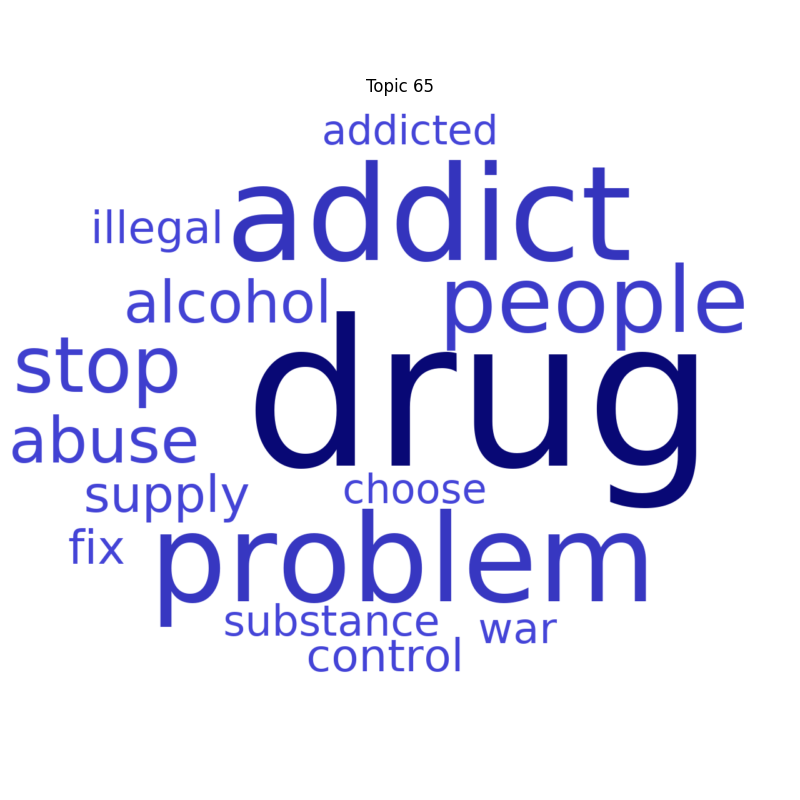 Topic 65
addicted
addict
illegal
people
alcohol
drug
stop
abuse
supply
choose
problem
fix
substance
war
control